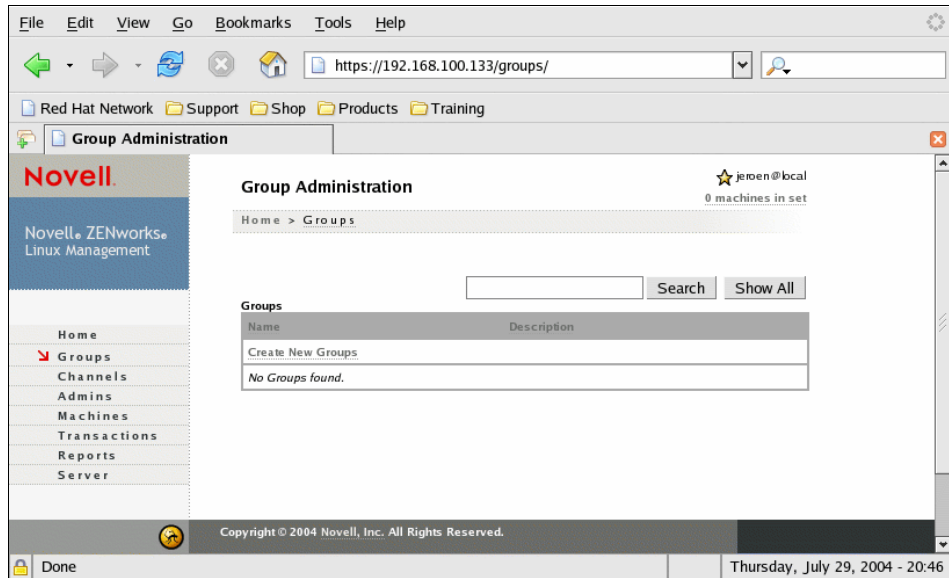 File Edit View Go Bookmarks Tools Help
https://192.168.100.133/groups/
Red Hat Network Support Shop Products Training
Group Administration
Novell.
Novell® ZENworks®
Linux Management
Group Administration
jeroen@local
0 machines in set
Home > Groups
Search Show All
Groups
Name Description
Create New Groups
No Groups found.
Home
Groups
Channels
Admins
Machines
Transactions
Reports
Server
Copyright © 2004 Novell, Inc. All Rights Reserved.
Done
Thursday, July 29, 2004 - 20:46